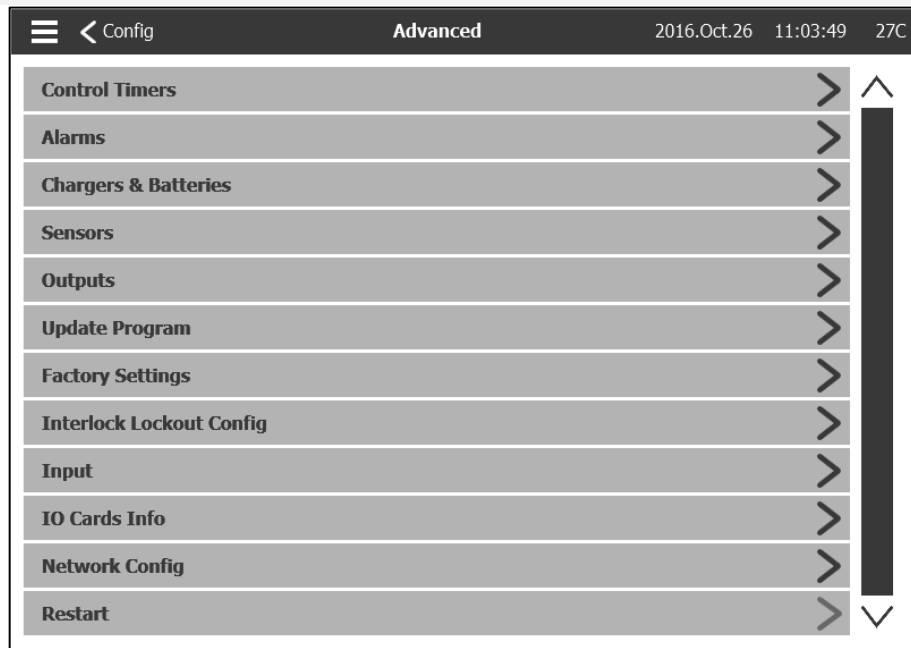 Config Advanced 2016.Oct.26 11:03:49 27C
Control Timers
Alarms
Chargers & Batteries
Sensors
Outputs
Update Program
Factory Settings
Interlock Lockout Config
Input
IO Cards Info
Network Config
Restart